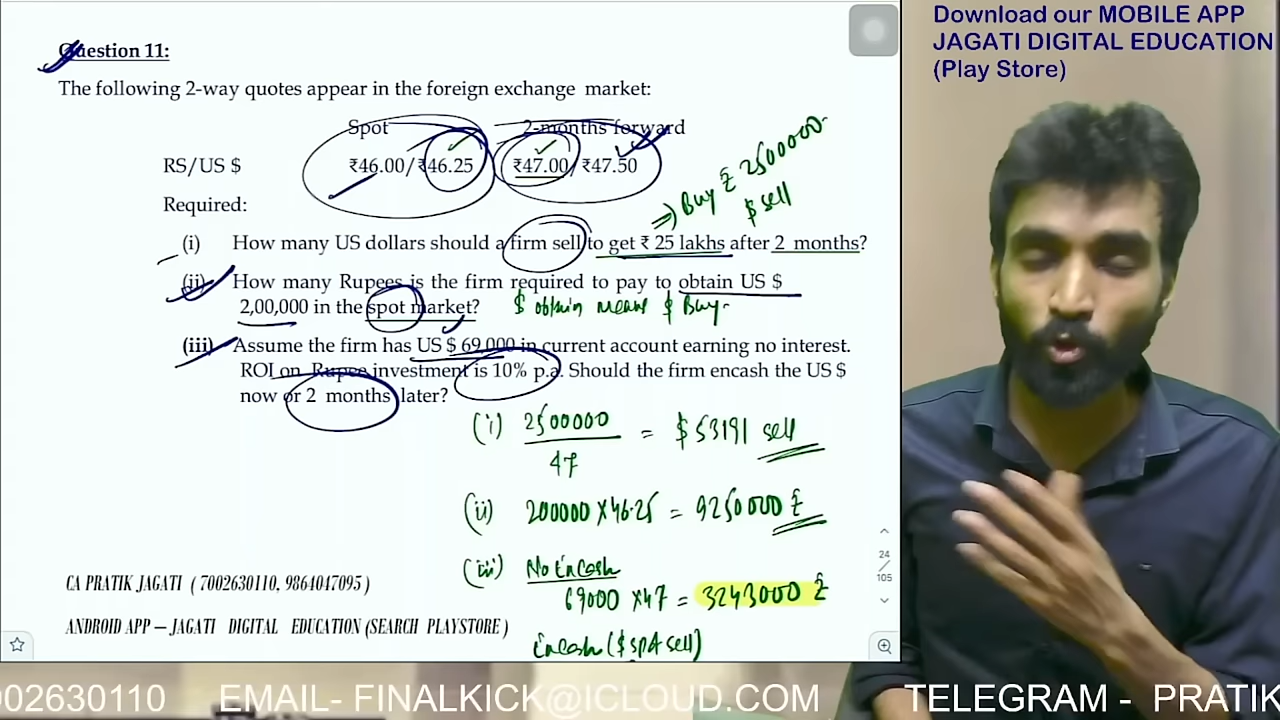 Download our MOBILE APP
JAGATI DIGITAL EDUCATION
(Play Store)
Question 11:
The following 2-way quotes appear in the foreign exchange market:
Spot 2-months forward
RS/US $ ₹46.00/₹46.25 ₹47.00/₹47.50
⇒ Buy ₹ 2500000
$ sell
Required:
(i) How many US dollars should a firm sell to get ₹ 25 lakhs after 2 months?
(ii) How many Rupees is the firm required to pay to obtain US $
2,00,000 in the spot market?
$ obtain means $ Buy.
(iii) Assume the firm has US $ 69,000 in current account earning no interest.
ROI on Rupee investment is 10% p.a. Should the firm encash the US $
now or 2 months later?
(i) 2500000
47
= $ 53191 sell
(ii) 200000 X46.25 = 9250000 ₹
(iii) No Encash
69000 X47 = 3243000 ₹
Encash ($ spot sell)
CA PRATIK JAGATI ( 7002630110, 9864047095 )
ANDROID APP – JAGATI DIGITAL EDUCATION (SEARCH PLAYSTORE )
24
105
02630110 EMAIL- FINALKICK@ICLOUD.COM TELEGRAM - PRATIK